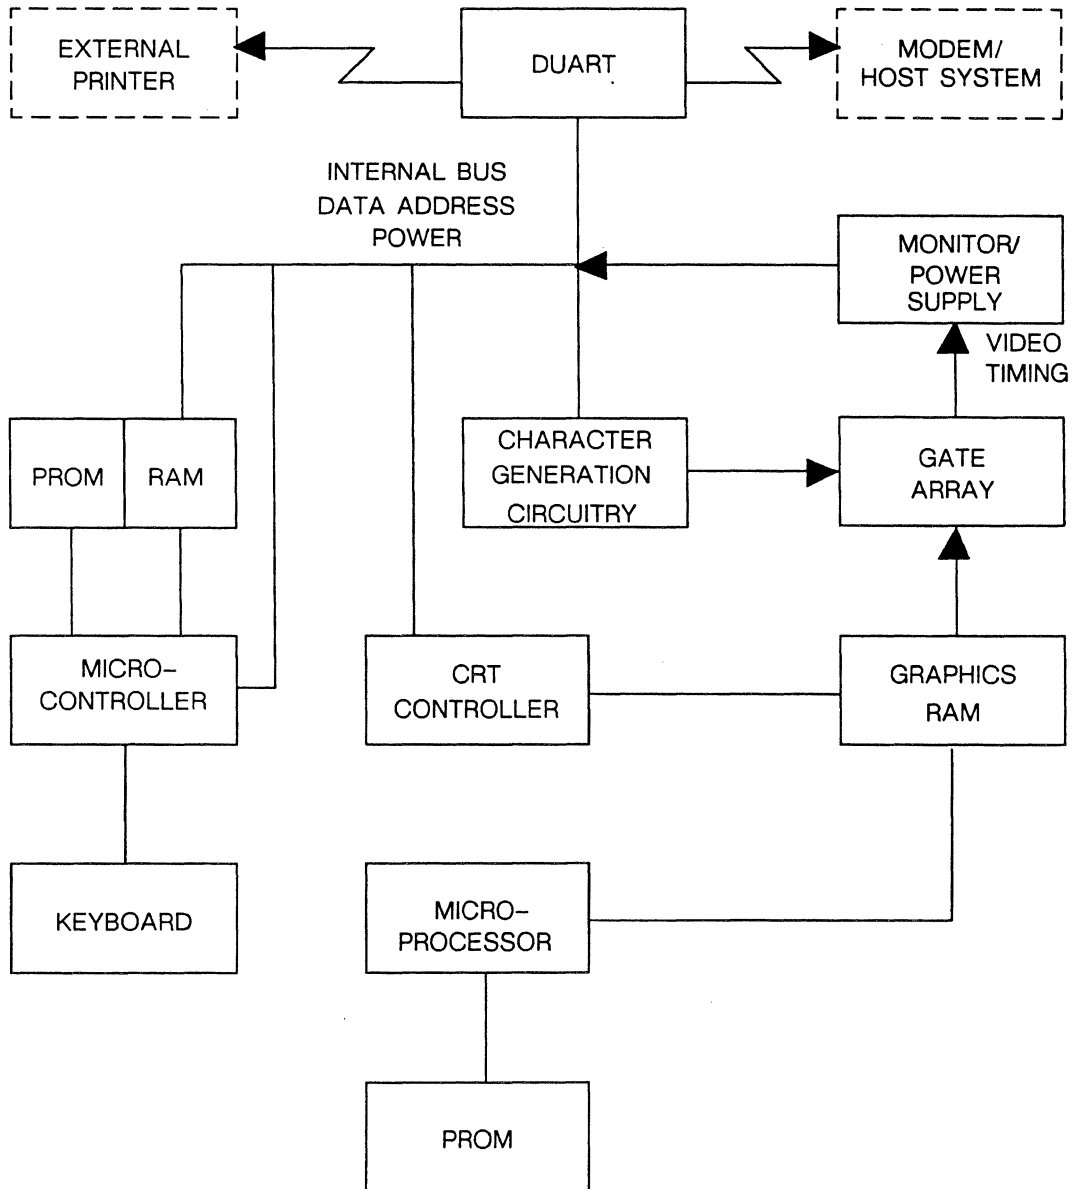 EXTERNAL
PRINTER
DUART
MODEM/
HOST SYSTEM
INTERNAL BUS
DATA ADDRESS
POWER
MONITOR/
POWER
SUPPLY
VIDEO
TIMING
PROM
RAM
CHARACTER
GENERATION
CIRCUITRY
GATE
ARRAY
MICRO–
CONTROLLER
CRT
CONTROLLER
GRAPHICS
RAM
KEYBOARD
MICRO–
PROCESSOR
PROM